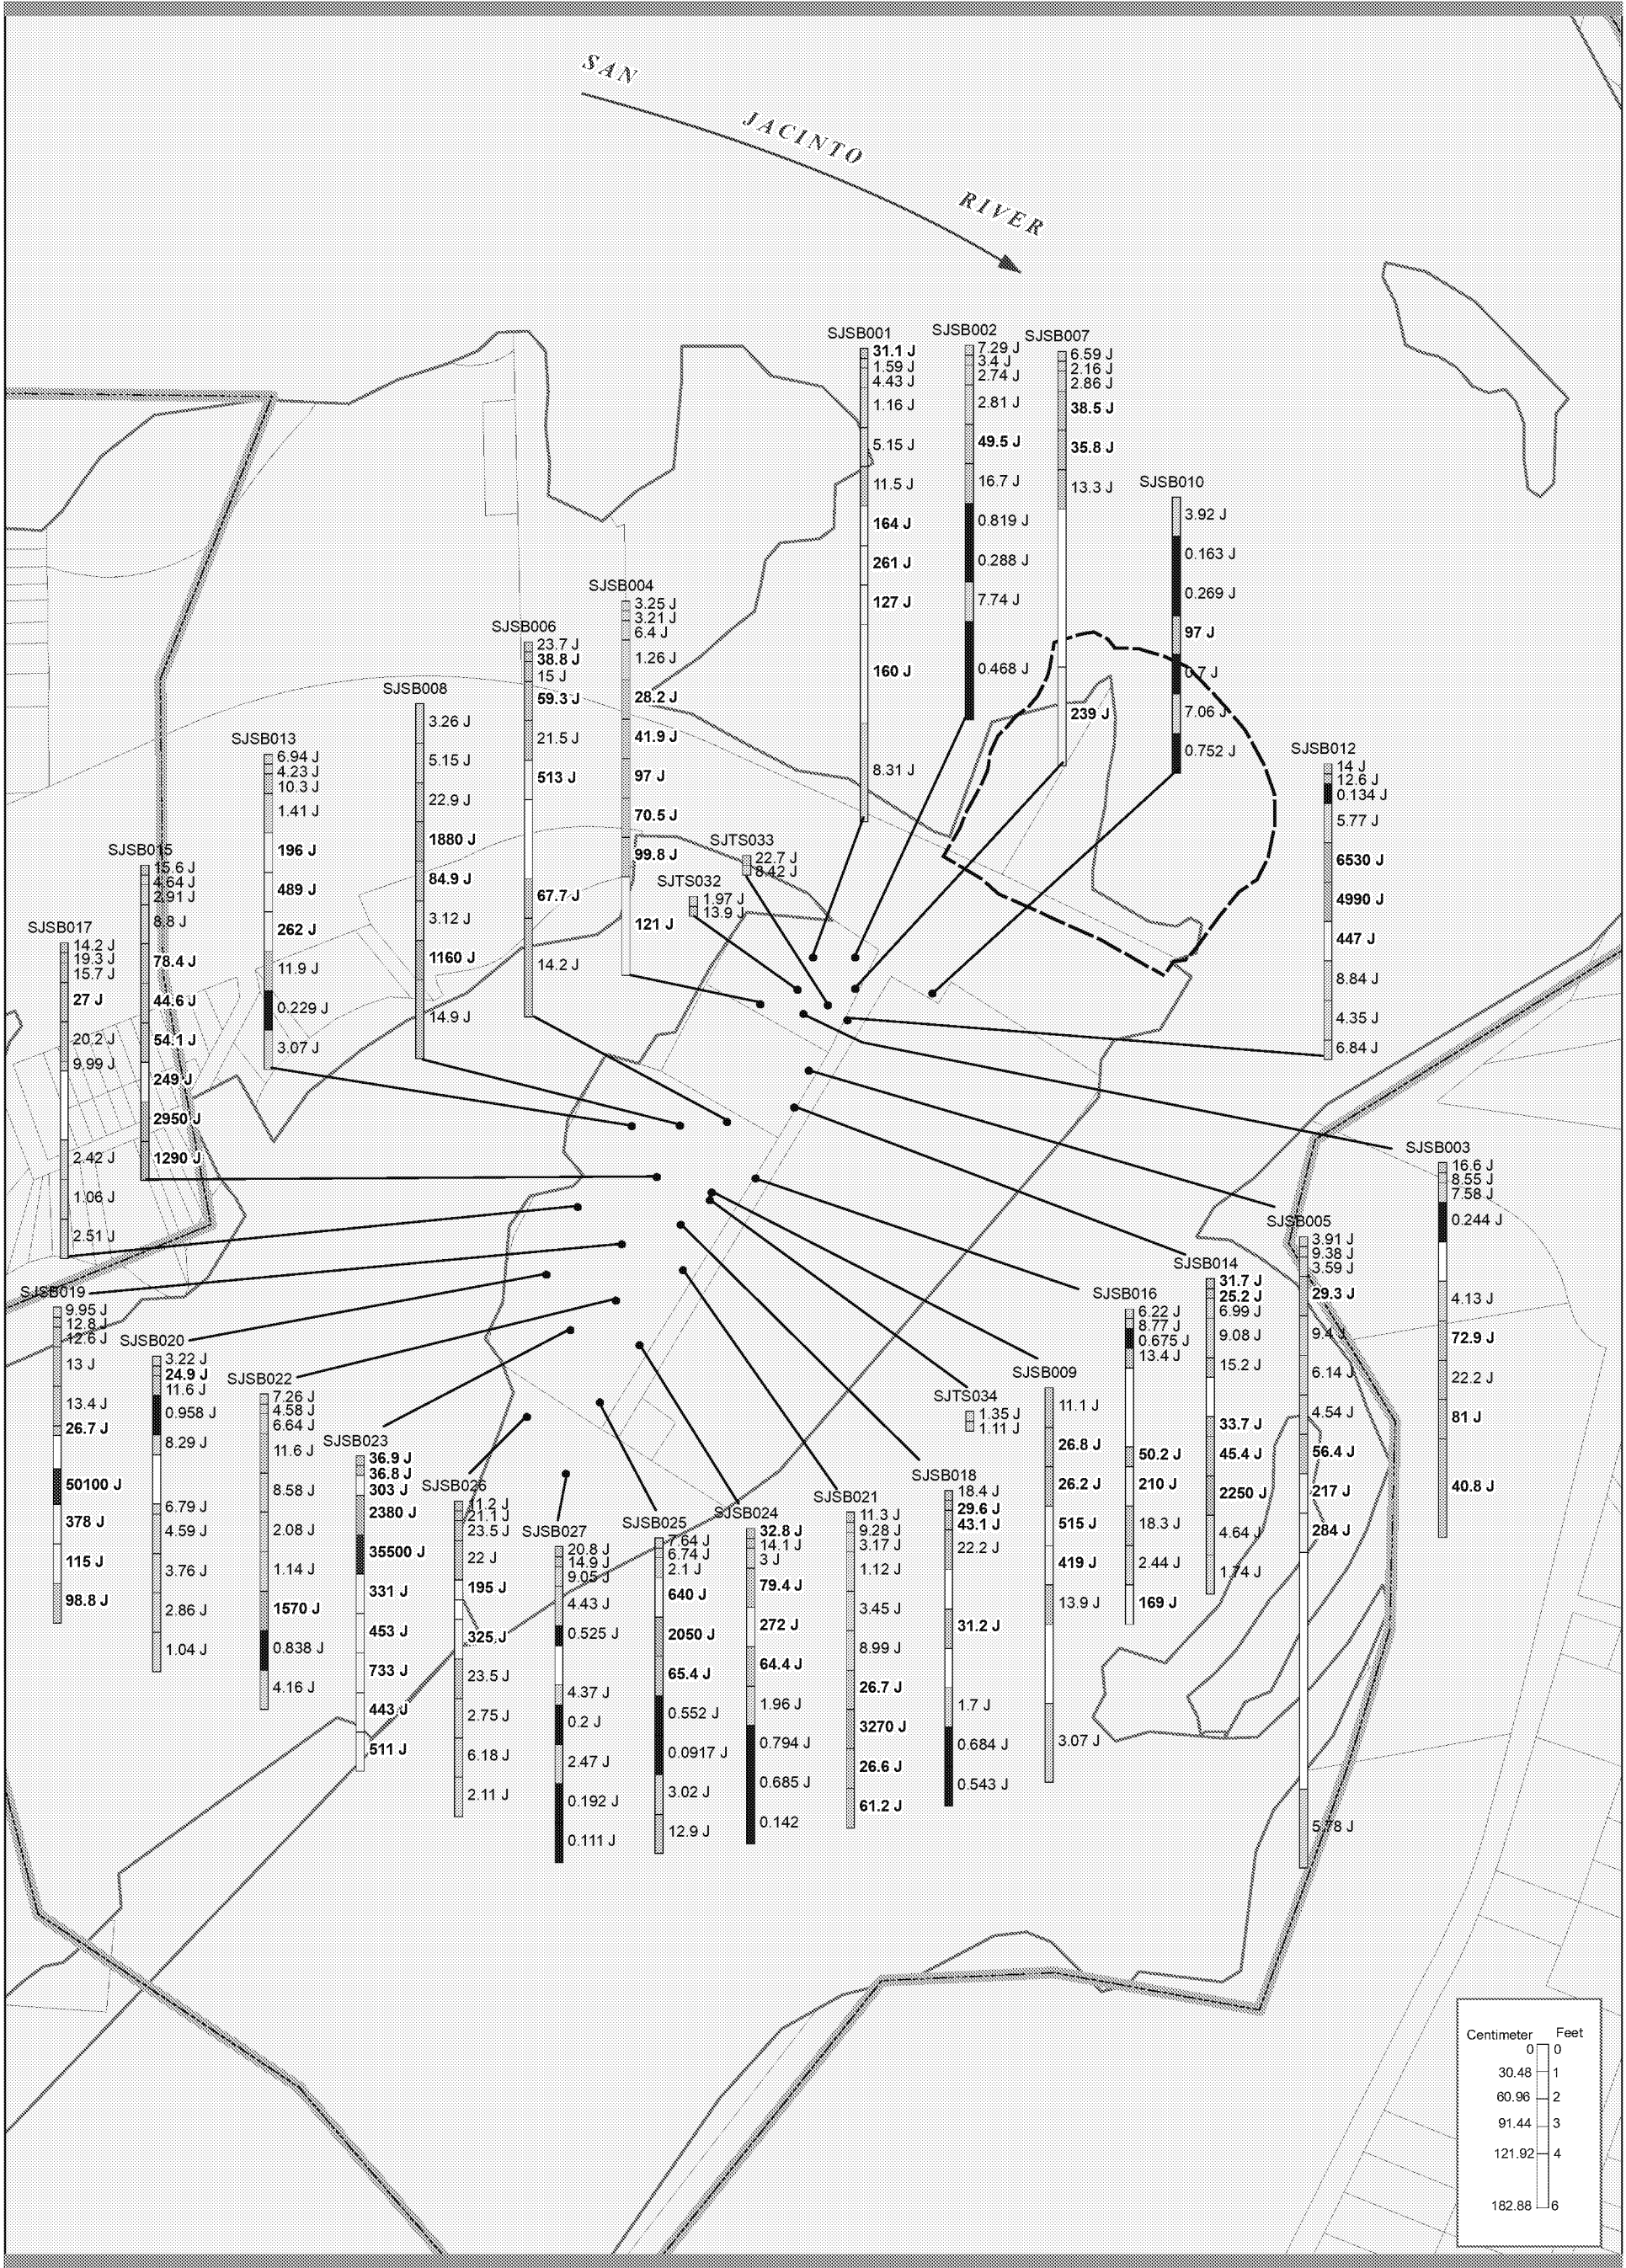 SAN
JACINTO
RIVER
SJSB001
31.1 J
1.59 J
4.43 J
1.16 J
5.15 J
11.5 J
164 J
261 J
127 J
160 J
8.31 J
SJSB002
7.29 J
3.4 J
2.74 J
2.81 J
49.5 J
16.7 J
0.819 J
0.288 J
7.74 J
0.468 J
SJSB007
6.59 J
2.16 J
2.86 J
38.5 J
35.8 J
13.3 J
239 J
SJSB010
3.92 J
0.163 J
0.269 J
97 J
0.7 J
7.06 J
0.752 J
SJSB004
3.25 J
3.21 J
6.4 J
1.26 J
28.2 J
41.9 J
97 J
70.5 J
99.8 J
121 J
SJSB006
23.7 J
38.8 J
15 J
59.3 J
21.5 J
513 J
67.7 J
14.2 J
SJSB008
3.26 J
5.15 J
22.9 J
1880 J
84.9 J
3.12 J
1160 J
14.9 J
SJSB013
6.94 J
4.23 J
10.3 J
1.41 J
196 J
489 J
262 J
11.9 J
0.229 J
3.07 J
SJSB012
14 J
12.6 J
0.134 J
5.77 J
6530 J
4990 J
447 J
8.84 J
4.35 J
6.84 J
SJTS033
22.7 J
8.42 J
SJTS032
1.97 J
13.9 J
SJSB015
15.6 J
4.64 J
2.91 J
8.8 J
78.4 J
44.6 J
54.1 J
249 J
2950 J
1290 J
SJSB017
14.2 J
19.3 J
15.7 J
27 J
20.2 J
9.99 J
2.42 J
1.06 J
2.51 J
SJSB003
16.6 J
8.55 J
7.58 J
0.244 J
4.13 J
72.9 J
22.2 J
81 J
40.8 J
SJSB005
3.91 J
9.38 J
3.59 J
29.3 J
9.4 J
6.14 J
4.54 J
56.4 J
217 J
284 J
5.78 J
SJSB014
31.7 J
25.2 J
6.99 J
9.08 J
15.2 J
33.7 J
45.4 J
2250 J
4.64 J
1.74 J
SJSB016
6.22 J
8.77 J
0.675 J
13.4 J
50.2 J
210 J
18.3 J
2.44 J
169 J
SJSB009
11.1 J
26.8 J
26.2 J
515 J
419 J
13.9 J
3.07 J
SJTS034
1.35 J
1.11 J
SJSB019
9.95 J
12.8 J
12.6 J
13 J
13.4 J
26.7 J
50100 J
378 J
115 J
98.8 J
SJSB020
3.22 J
24.9 J
11.6 J
0.958 J
8.29 J
6.79 J
4.59 J
3.76 J
2.86 J
1.04 J
SJSB022
7.26 J
4.58 J
6.64 J
11.6 J
8.58 J
2.08 J
1.14 J
1570 J
0.838 J
4.16 J
SJSB023
36.9 J
36.8 J
303 J
2380 J
35500 J
331 J
453 J
733 J
443 J
511 J
SJSB026
11.2 J
21.1 J
23.5 J
22 J
195 J
325 J
23.5 J
2.75 J
6.18 J
2.11 J
SJSB027
20.8 J
14.9 J
9.05 J
4.43 J
0.525 J
4.37 J
0.2 J
2.47 J
0.192 J
0.111 J
SJSB025
7.64 J
6.74 J
2.1 J
640 J
2050 J
65.4 J
0.552 J
0.0917 J
3.02 J
12.9 J
SJSB024
32.8 J
14.1 J
3 J
79.4 J
272 J
64.4 J
1.96 J
0.794 J
0.685 J
0.142
SJSB021
11.3 J
9.28 J
3.17 J
1.12 J
3.45 J
8.99 J
26.7 J
3270 J
26.6 J
61.2 J
SJSB018
18.4 J
29.6 J
43.1 J
22.2 J
31.2 J
1.7 J
0.684 J
0.543 J
Centimeter Feet
0 0
30.48 1
60.96 2
91.44 3
121.92 4
182.88 6